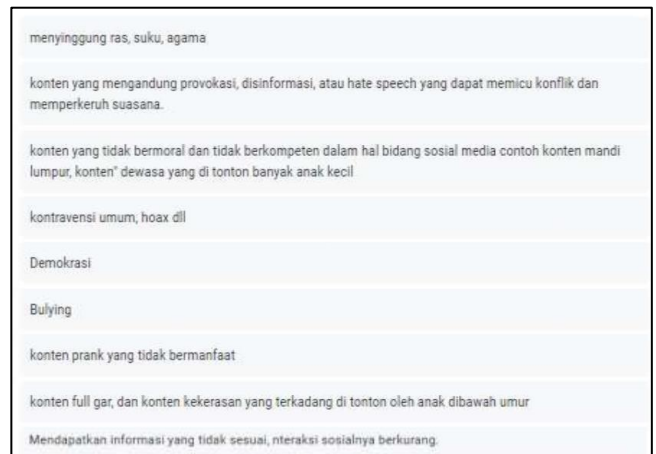 menyinggung ras, suku, agama
konten yang mengandung provokasi, disinformasi, atau hate speech yang dapat memicu konflik dan
memperkeruh suasana.
konten yang tidak bermoral dan tidak berkompeten dalam hal bidang sosial media contoh konten mandi
lumpur, konten" dewasa yang di tonton banyak anak kecil
kontravensi umum, hoax dll
Demokrasi
Bulying
konten prank yang tidak bermanfaat
konten full gar, dan konten kekerasan yang terkadang di tonton oleh anak dibawah umur
Mendapatkan informasi yang tidak sesuai, nteraksi sosialnya berkurang.